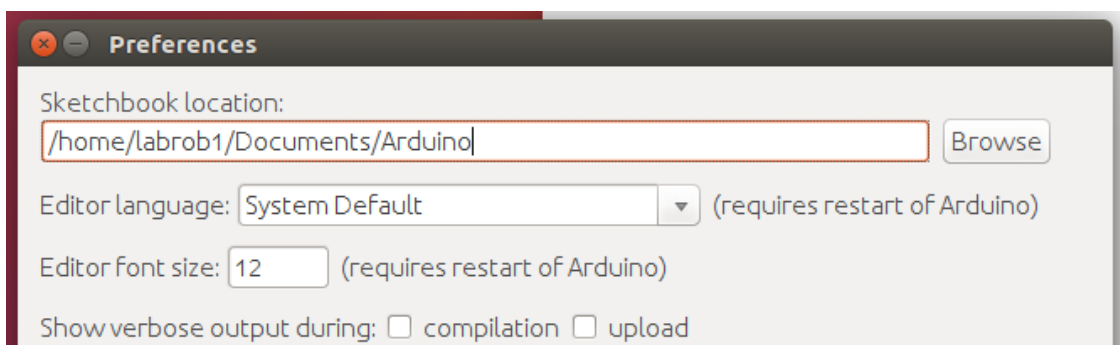 Preferences
Sketchbook location:
/home/labrob1/Documents/Arduino
Browse
Editor language: System Default (requires restart of Arduino)
Editor font size: 12 (requires restart of Arduino)
Show verbose output during: compilation upload